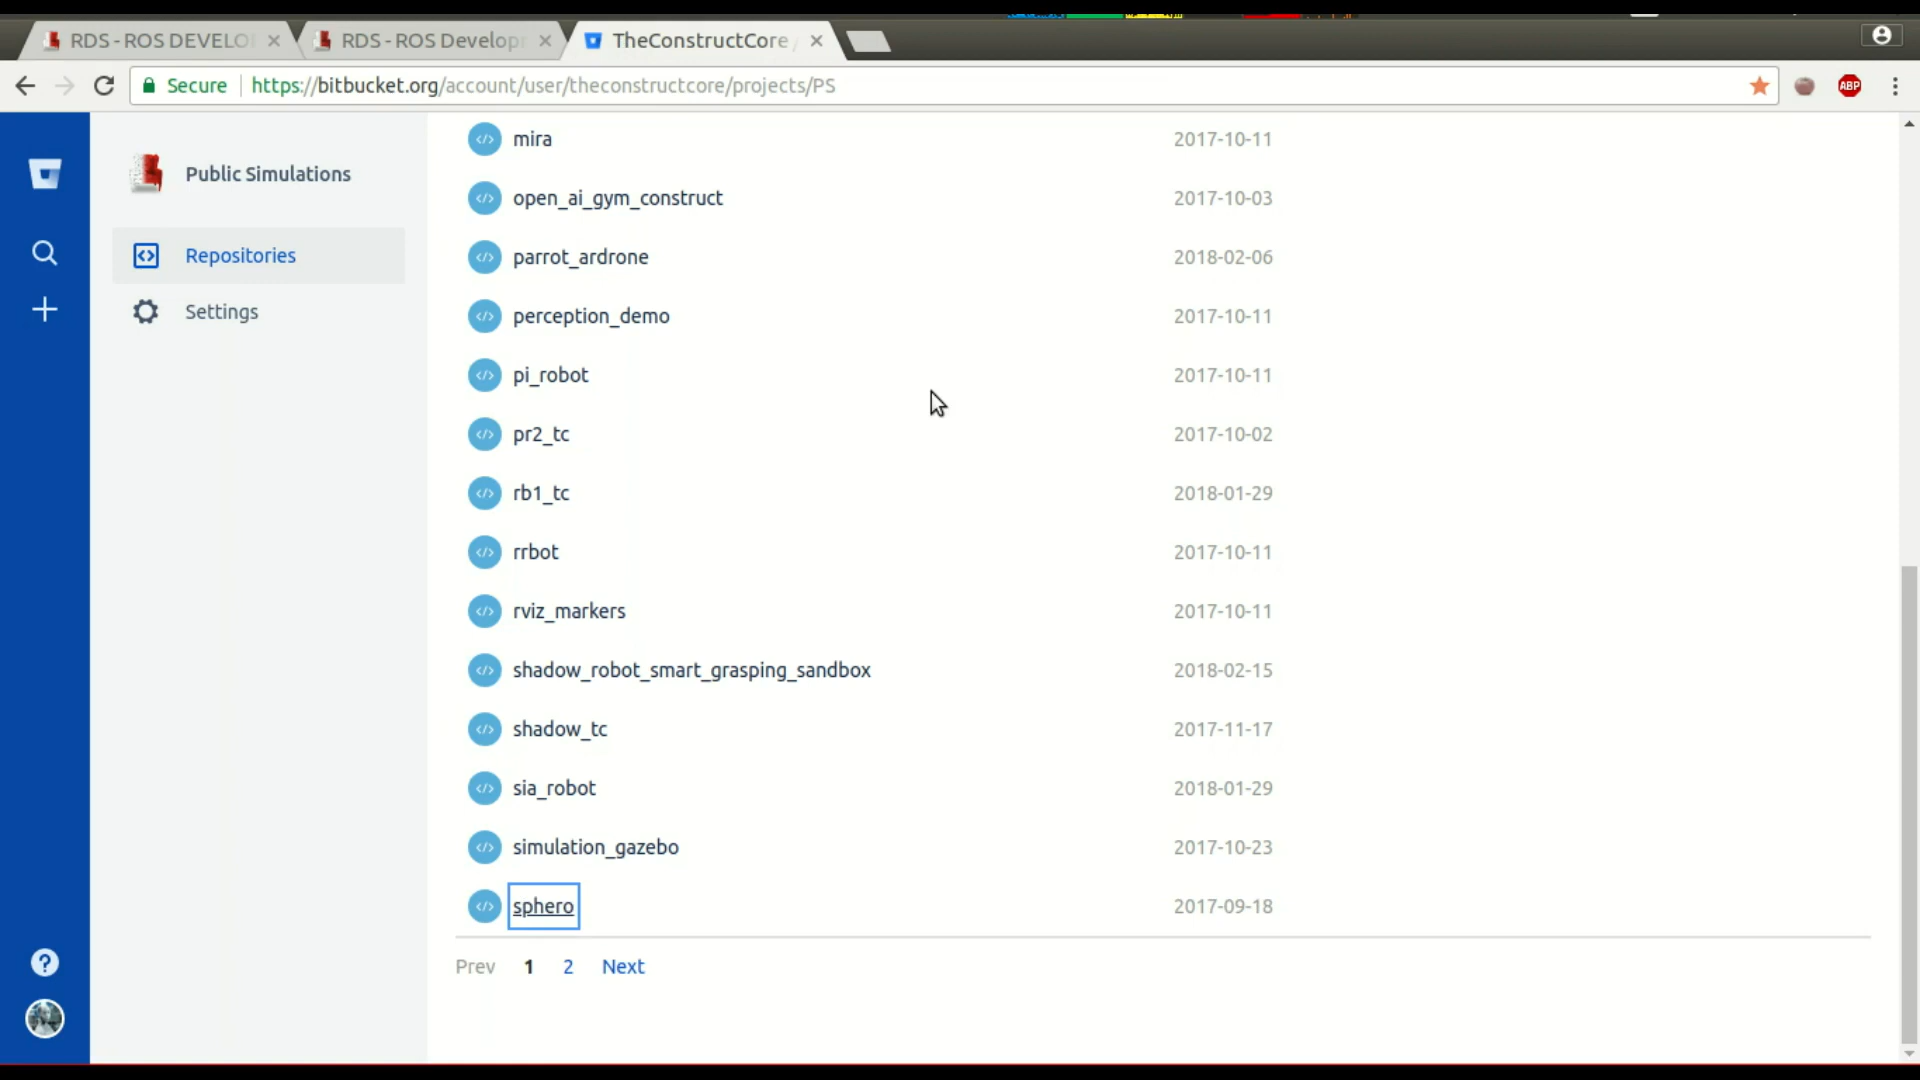 RDS - ROS DEVELO
RDS - ROS Develop
TheConstructCore
Secure https://bitbucket.org/account/user/theconstructcore/projects/PS
ABP
Public Simulations
Repositories
Settings
mira 2017-10-11
open_ai_gym_construct 2017-10-03
parrot_ardrone 2018-02-06
perception_demo 2017-10-11
pi_robot 2017-10-11
pr2_tc 2017-10-02
rb1_tc 2018-01-29
rrbot 2017-10-11
rviz_markers 2017-10-11
shadow_robot_smart_grasping_sandbox 2018-02-15
shadow_tc 2017-11-17
sia_robot 2018-01-29
simulation_gazebo 2017-10-23
sphero 2017-09-18
Prev 1 2 Next